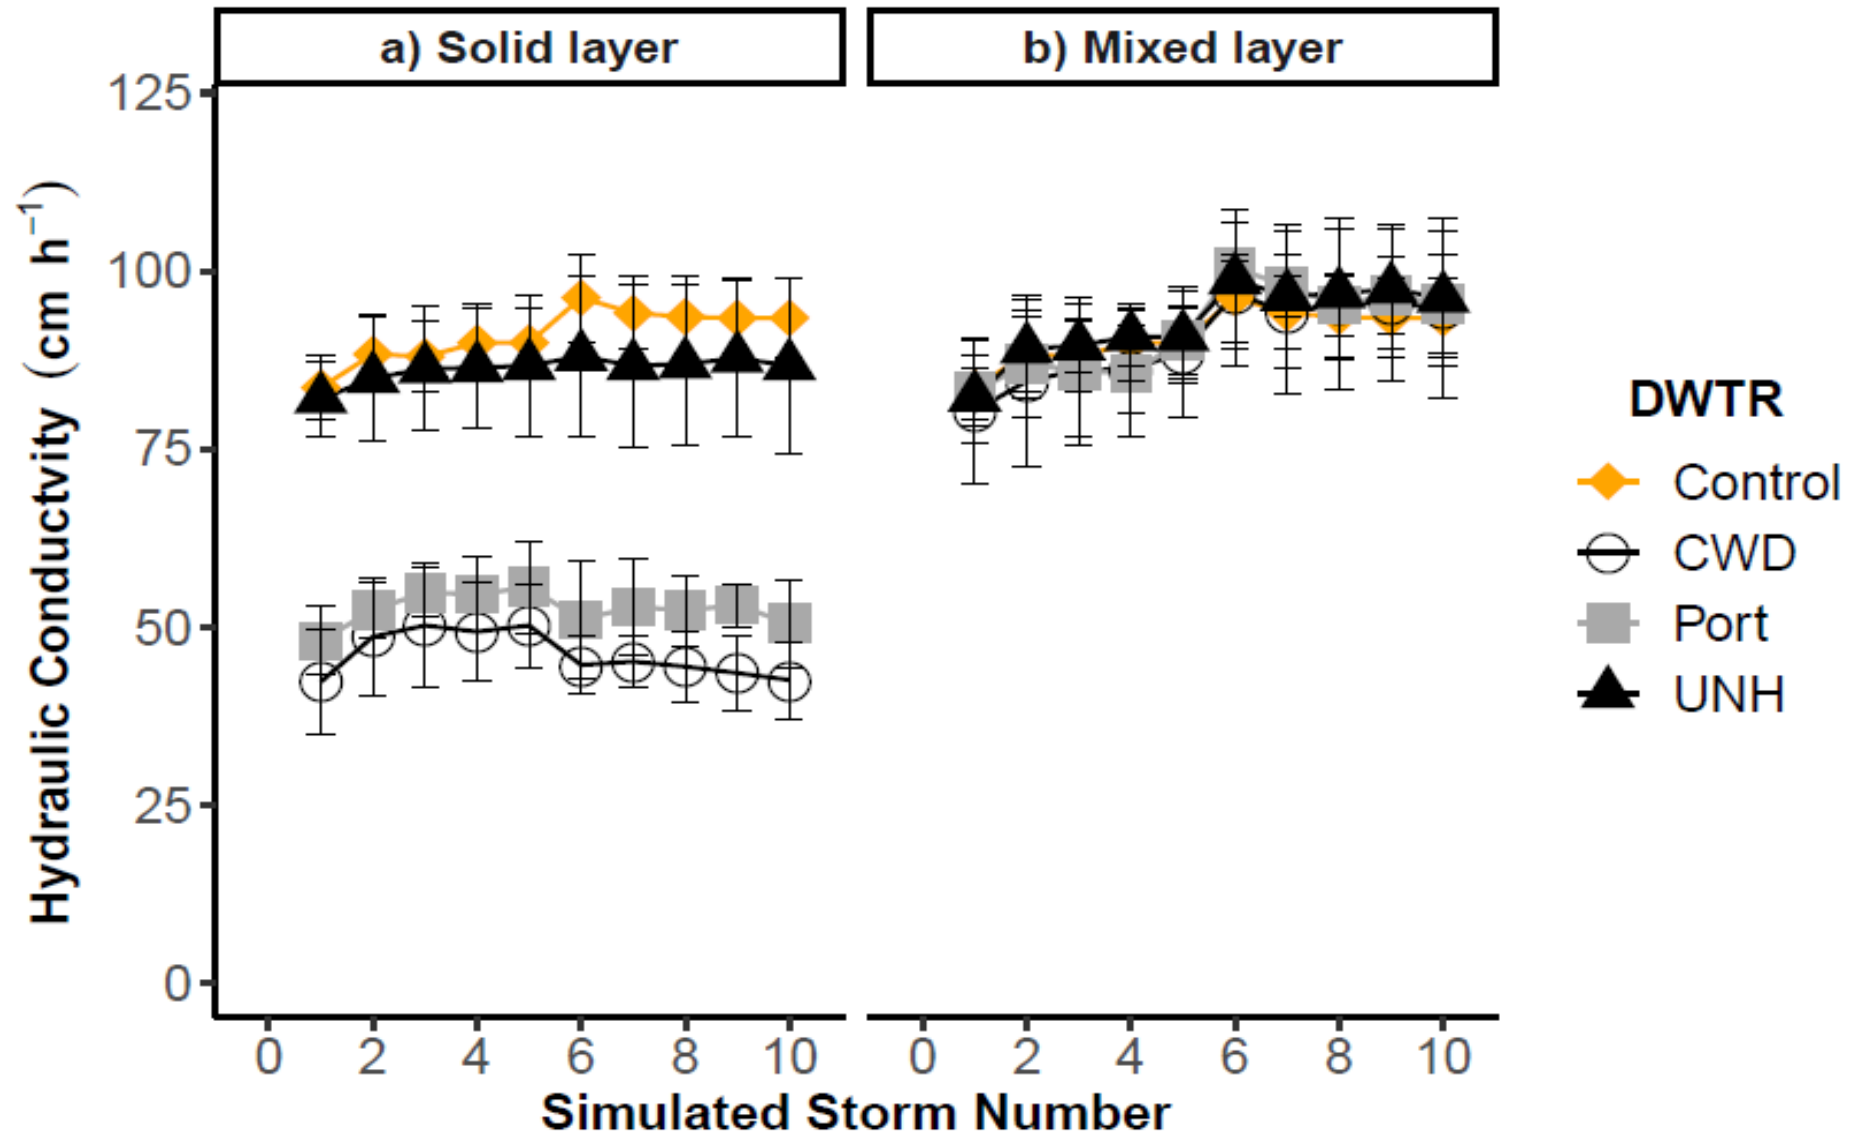 a) Solid layer
b) Mixed layer
125
100
75
50
25
0
Hydraulic Conductvity (cm h⁻¹)
0 2 4 6 8 10
0 2 4 6 8 10
Simulated Storm Number
DWTR
Control
CWD
Port
UNH